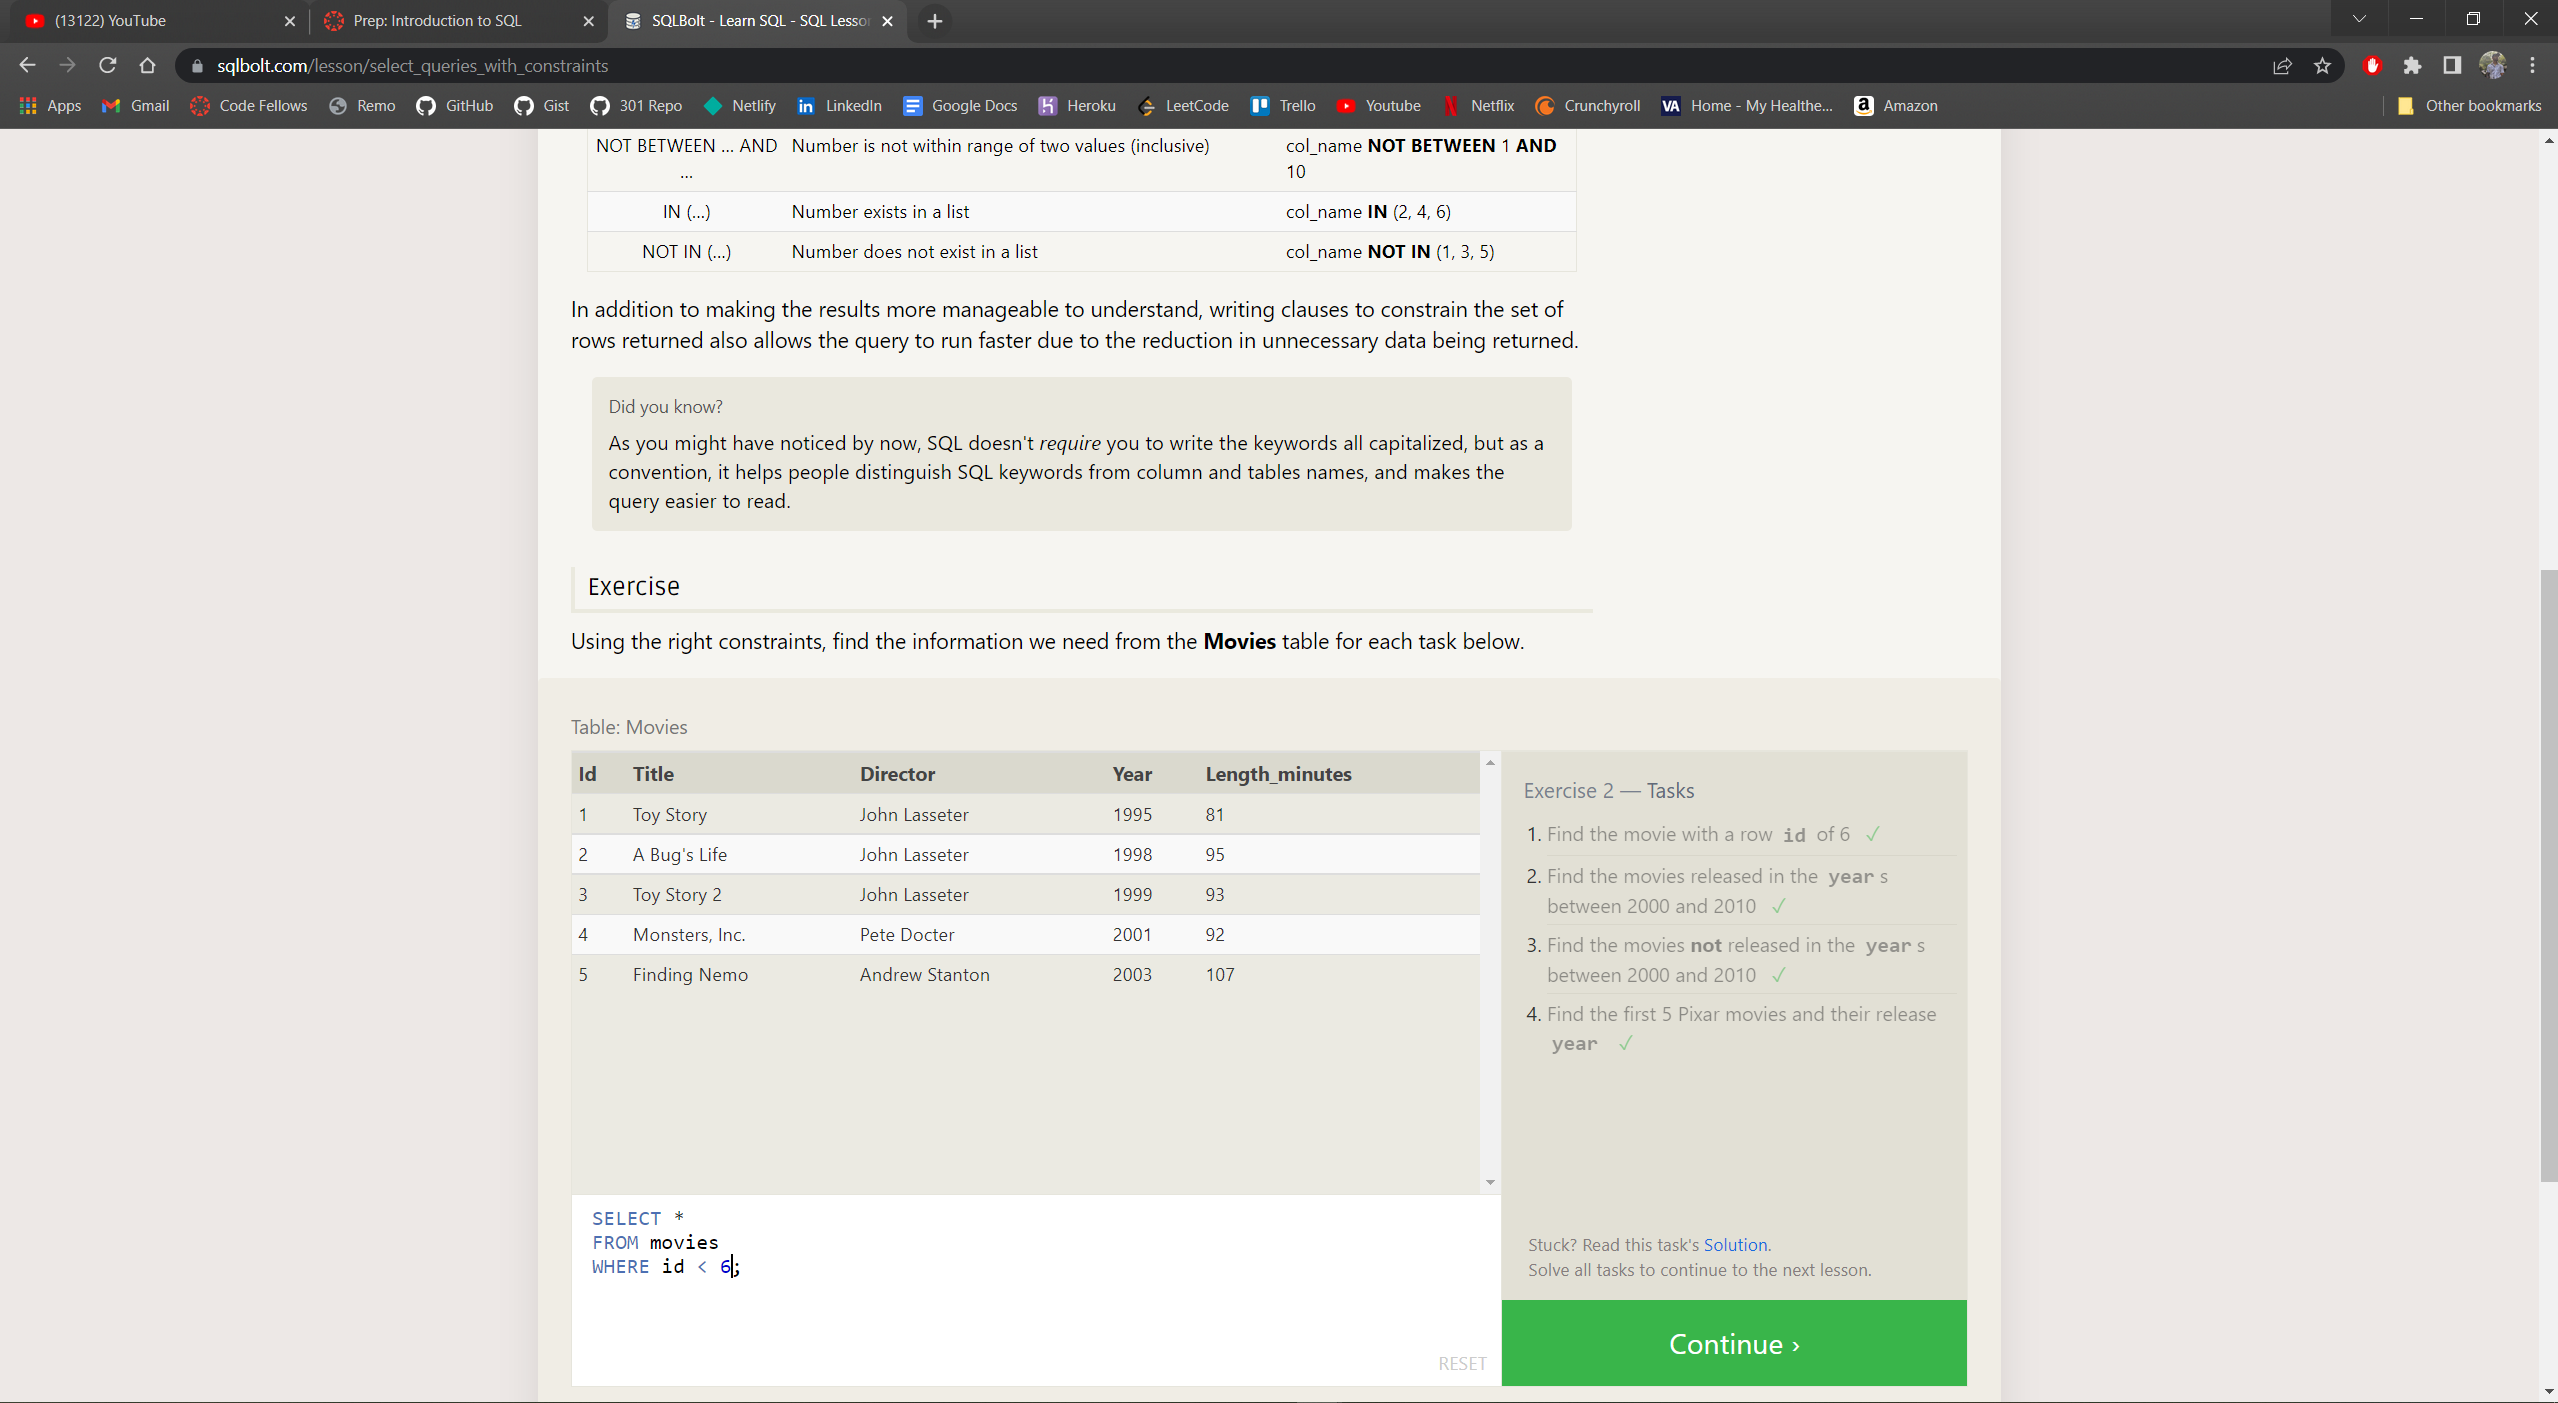 (13122) YouTube
Prep: Introduction to SQL
SQLBolt - Learn SQL - SQL Lesso
sqlbolt.com/lesson/select_queries_with_constraints
Apps Gmail Code Fellows Remo GitHub Gist 301 Repo Netlify LinkedIn Google Docs Heroku LeetCode Trello Youtube Netflix Crunchyroll Home - My Healthe... Amazon Other bookmarks
NOT BETWEEN ... AND Number is not within range of two values (inclusive) col_name NOT BETWEEN 1 AND
... 10
IN (...) Number exists in a list col_name IN (2, 4, 6)
NOT IN (...) Number does not exist in a list col_name NOT IN (1, 3, 5)
In addition to making the results more manageable to understand, writing clauses to constrain the set of
rows returned also allows the query to run faster due to the reduction in unnecessary data being returned.
Did you know?
As you might have noticed by now, SQL doesn't require you to write the keywords all capitalized, but as a
convention, it helps people distinguish SQL keywords from column and tables names, and makes the
query easier to read.
Exercise
Using the right constraints, find the information we need from the Movies table for each task below.
Table: Movies
Id Title Director Year Length_minutes
1 Toy Story John Lasseter 1995 81
2 A Bug's Life John Lasseter 1998 95
3 Toy Story 2 John Lasseter 1999 93
4 Monsters, Inc. Pete Docter 2001 92
5 Finding Nemo Andrew Stanton 2003 107
SELECT *
FROM movies
WHERE id < 6;
RESET
Exercise 2 — Tasks
1. Find the movie with a row id of 6 ✓
2. Find the movies released in the year s
between 2000 and 2010 ✓
3. Find the movies not released in the year s
between 2000 and 2010 ✓
4. Find the first 5 Pixar movies and their release
year ✓
Stuck? Read this task's Solution.
Solve all tasks to continue to the next lesson.
Continue ›